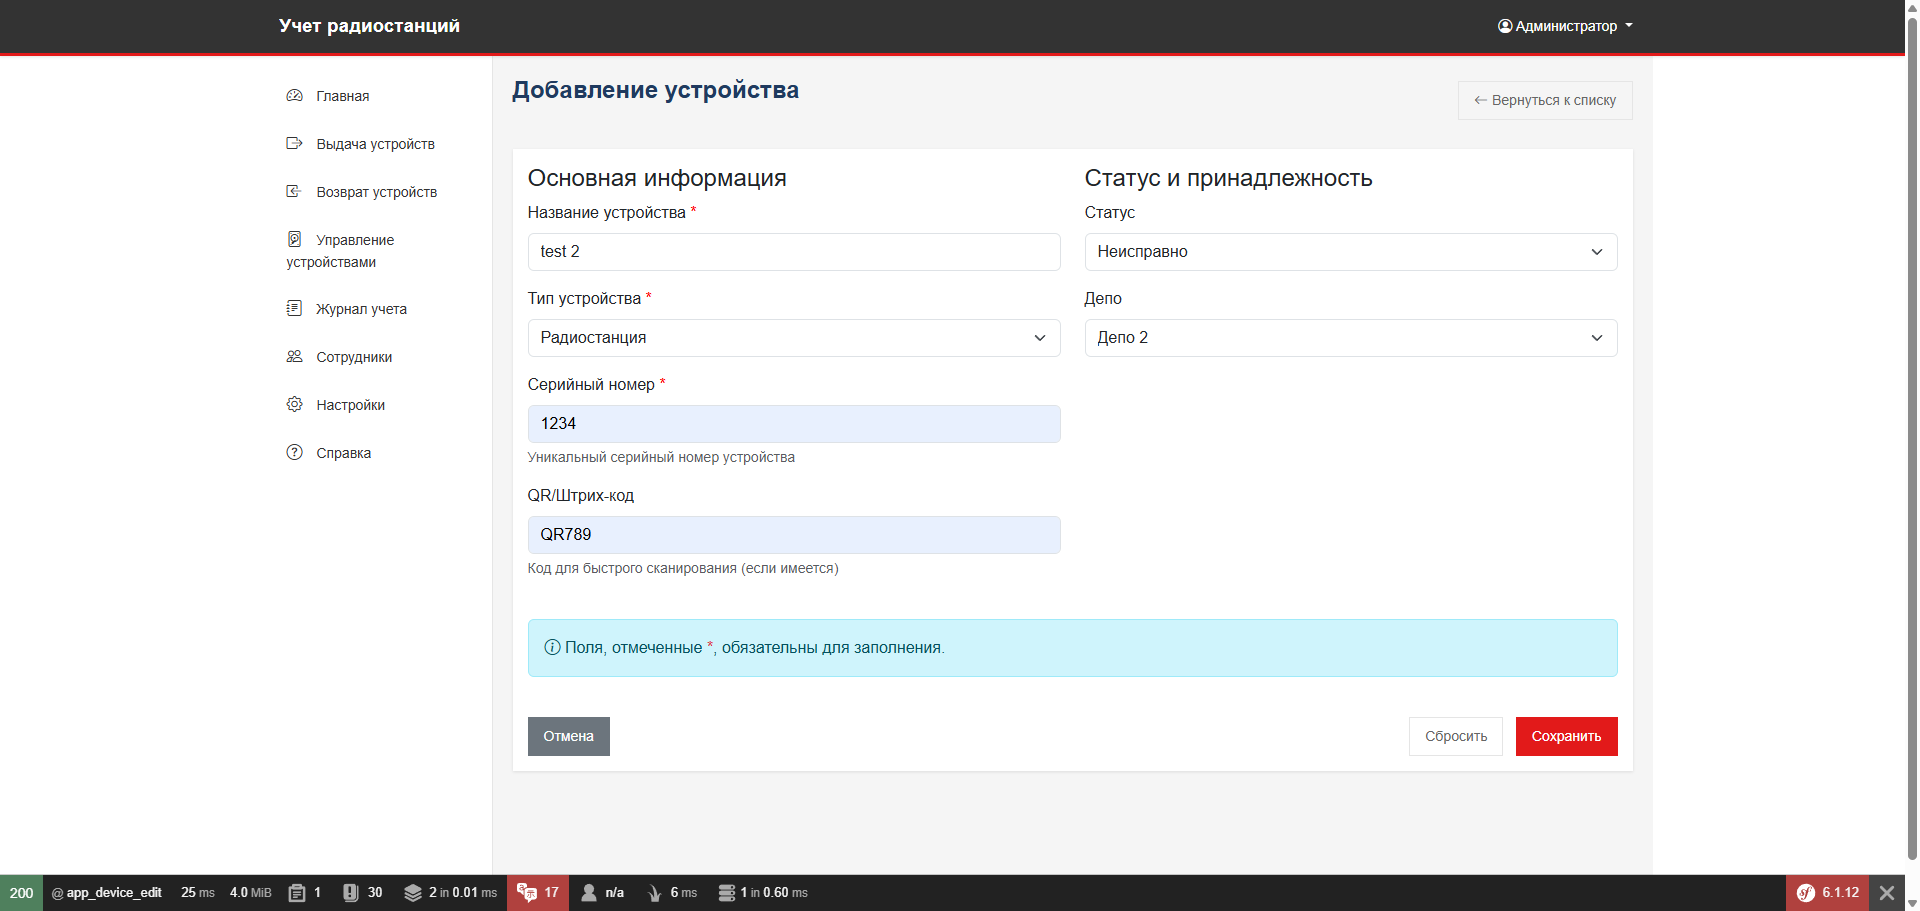 Учет радиостанций
Администратор
Главная
Выдача устройств
Возврат устройств
Управление
устройствами
Журнал учета
Сотрудники
Настройки
Справка
Добавление устройства
← Вернуться к списку
Основная информация
Название устройства *
test 2
Тип устройства *
Радиостанция
Серийный номер *
1234
Уникальный серийный номер устройства
QR/Штрих-код
QR789
Код для быстрого сканирования (если имеется)
Статус и принадлежность
Статус
Неисправно
Депо
Депо 2
Поля, отмеченные *, обязательны для заполнения.
Отмена
Сбросить
Сохранить
200 @ app_device_edit 25 ms 4.0 MiB 1 30 2 in 0.01 ms 17 n/a 6 ms 1 in 0.60 ms 6.1.12